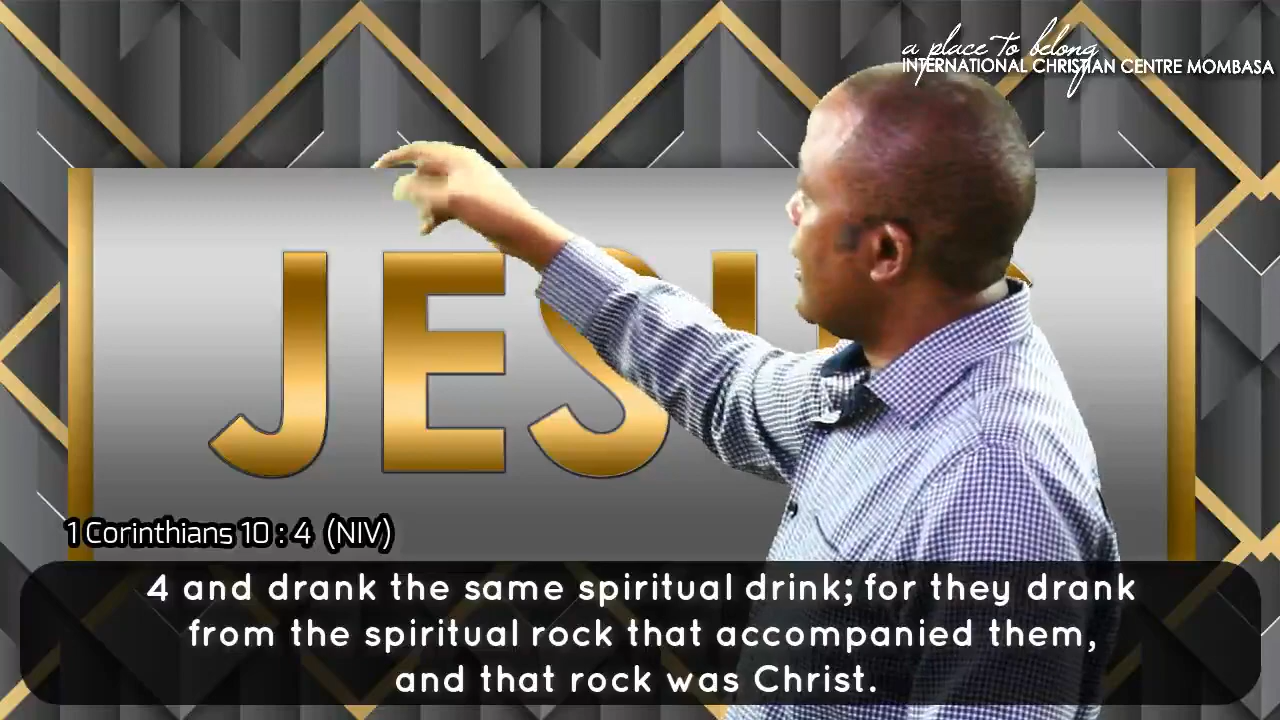 a place to belong
INTERNATIONAL CHRISTIAN CENTRE MOMBASA
JESU
1 Corinthians 10 : 4 (NIV)
4 and drank the same spiritual drink; for they drank
from the spiritual rock that accompanied them,
and that rock was Christ.